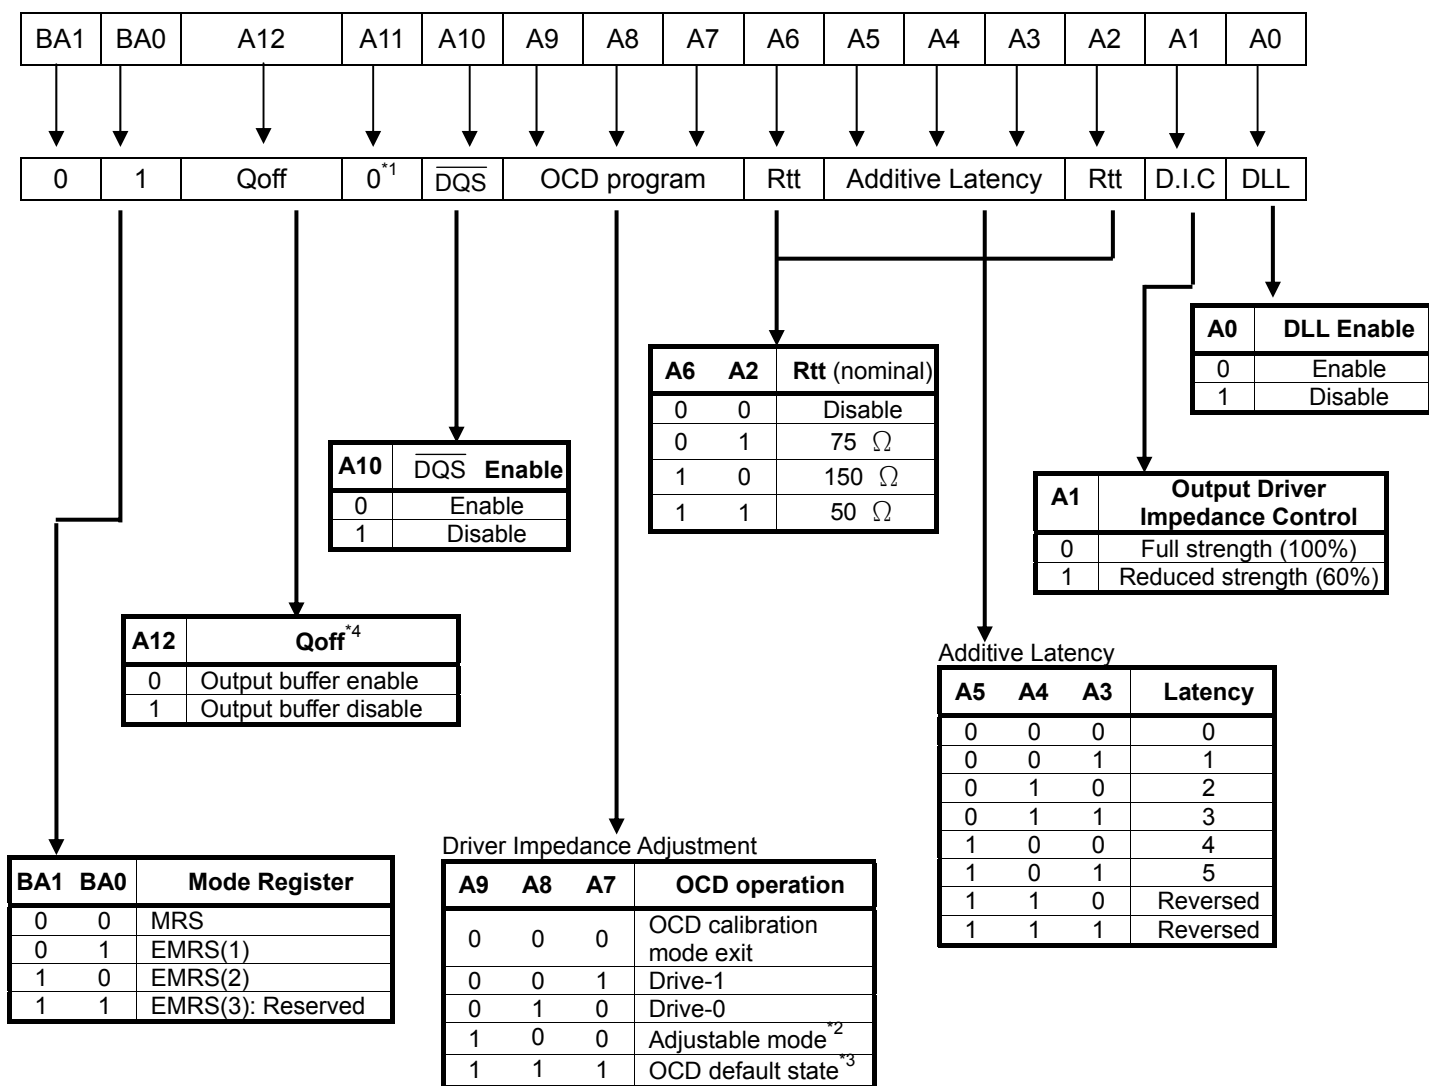 BA1 BA0 A12 A11 A10 A9 A8 A7 A6 A5 A4 A3 A2 A1 A0
0 1 Qoff 0*1 D̅Q̅S̅ OCD program Rtt Additive Latency Rtt D.I.C DLL
A0 DLL Enable
0 Enable
1 Disable
A6 A2 Rtt (nominal)
0 0 Disable
0 1 75 Ω
1 0 150 Ω
1 1 50 Ω
A10 D̅Q̅S̅ Enable
0 Enable
1 Disable
A1 Output Driver
Impedance Control
0 Full strength (100%)
1 Reduced strength (60%)
A12 Qoff*4
0 Output buffer enable
1 Output buffer disable
Additive Latency
A5 A4 A3 Latency
0 0 0 0
0 0 1 1
0 1 0 2
0 1 1 3
1 0 0 4
1 0 1 5
1 1 0 Reversed
1 1 1 Reversed
BA1 BA0 Mode Register
0 0 MRS
0 1 EMRS(1)
1 0 EMRS(2)
1 1 EMRS(3): Reserved
Driver Impedance Adjustment
A9 A8 A7 OCD operation
0 0 0 OCD calibration
mode exit
0 0 1 Drive-1
0 1 0 Drive-0
1 0 0 Adjustable mode*2
1 1 1 OCD default state*3